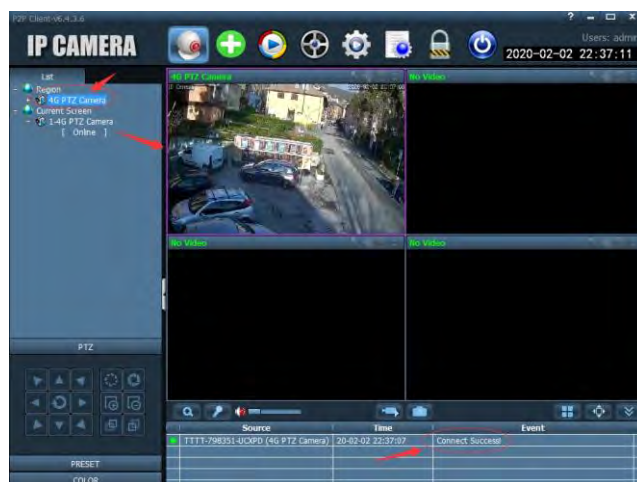 P2P Client-v6.4.3.6
IP CAMERA
Users: admin
2020-02-02 22:37:11
List
Region
4G PTZ Camera
Current Screen
1-4G PTZ Camera
[ Online ]
4G PTZ Camera
No Video
No Video
No Video
PTZ
PRESET
COLOR
Source Time Event
TTTT-798351-UCXPD (4G PTZ Camera) 20-02-02 22:37:07 Connect Success!